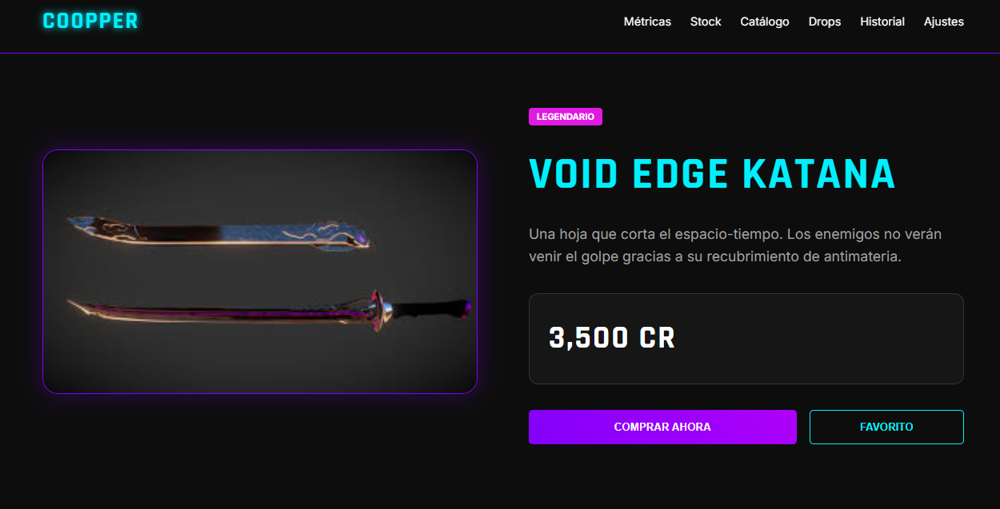 COOPPER
Métricas Stock Catálogo Drops Historial Ajustes
LEGENDARIO
VOID EDGE KATANA
Una hoja que corta el espacio-tiempo. Los enemigos no verán
venir el golpe gracias a su recubrimiento de antimateria.
3,500 CR
COMPRAR AHORA
FAVORITO